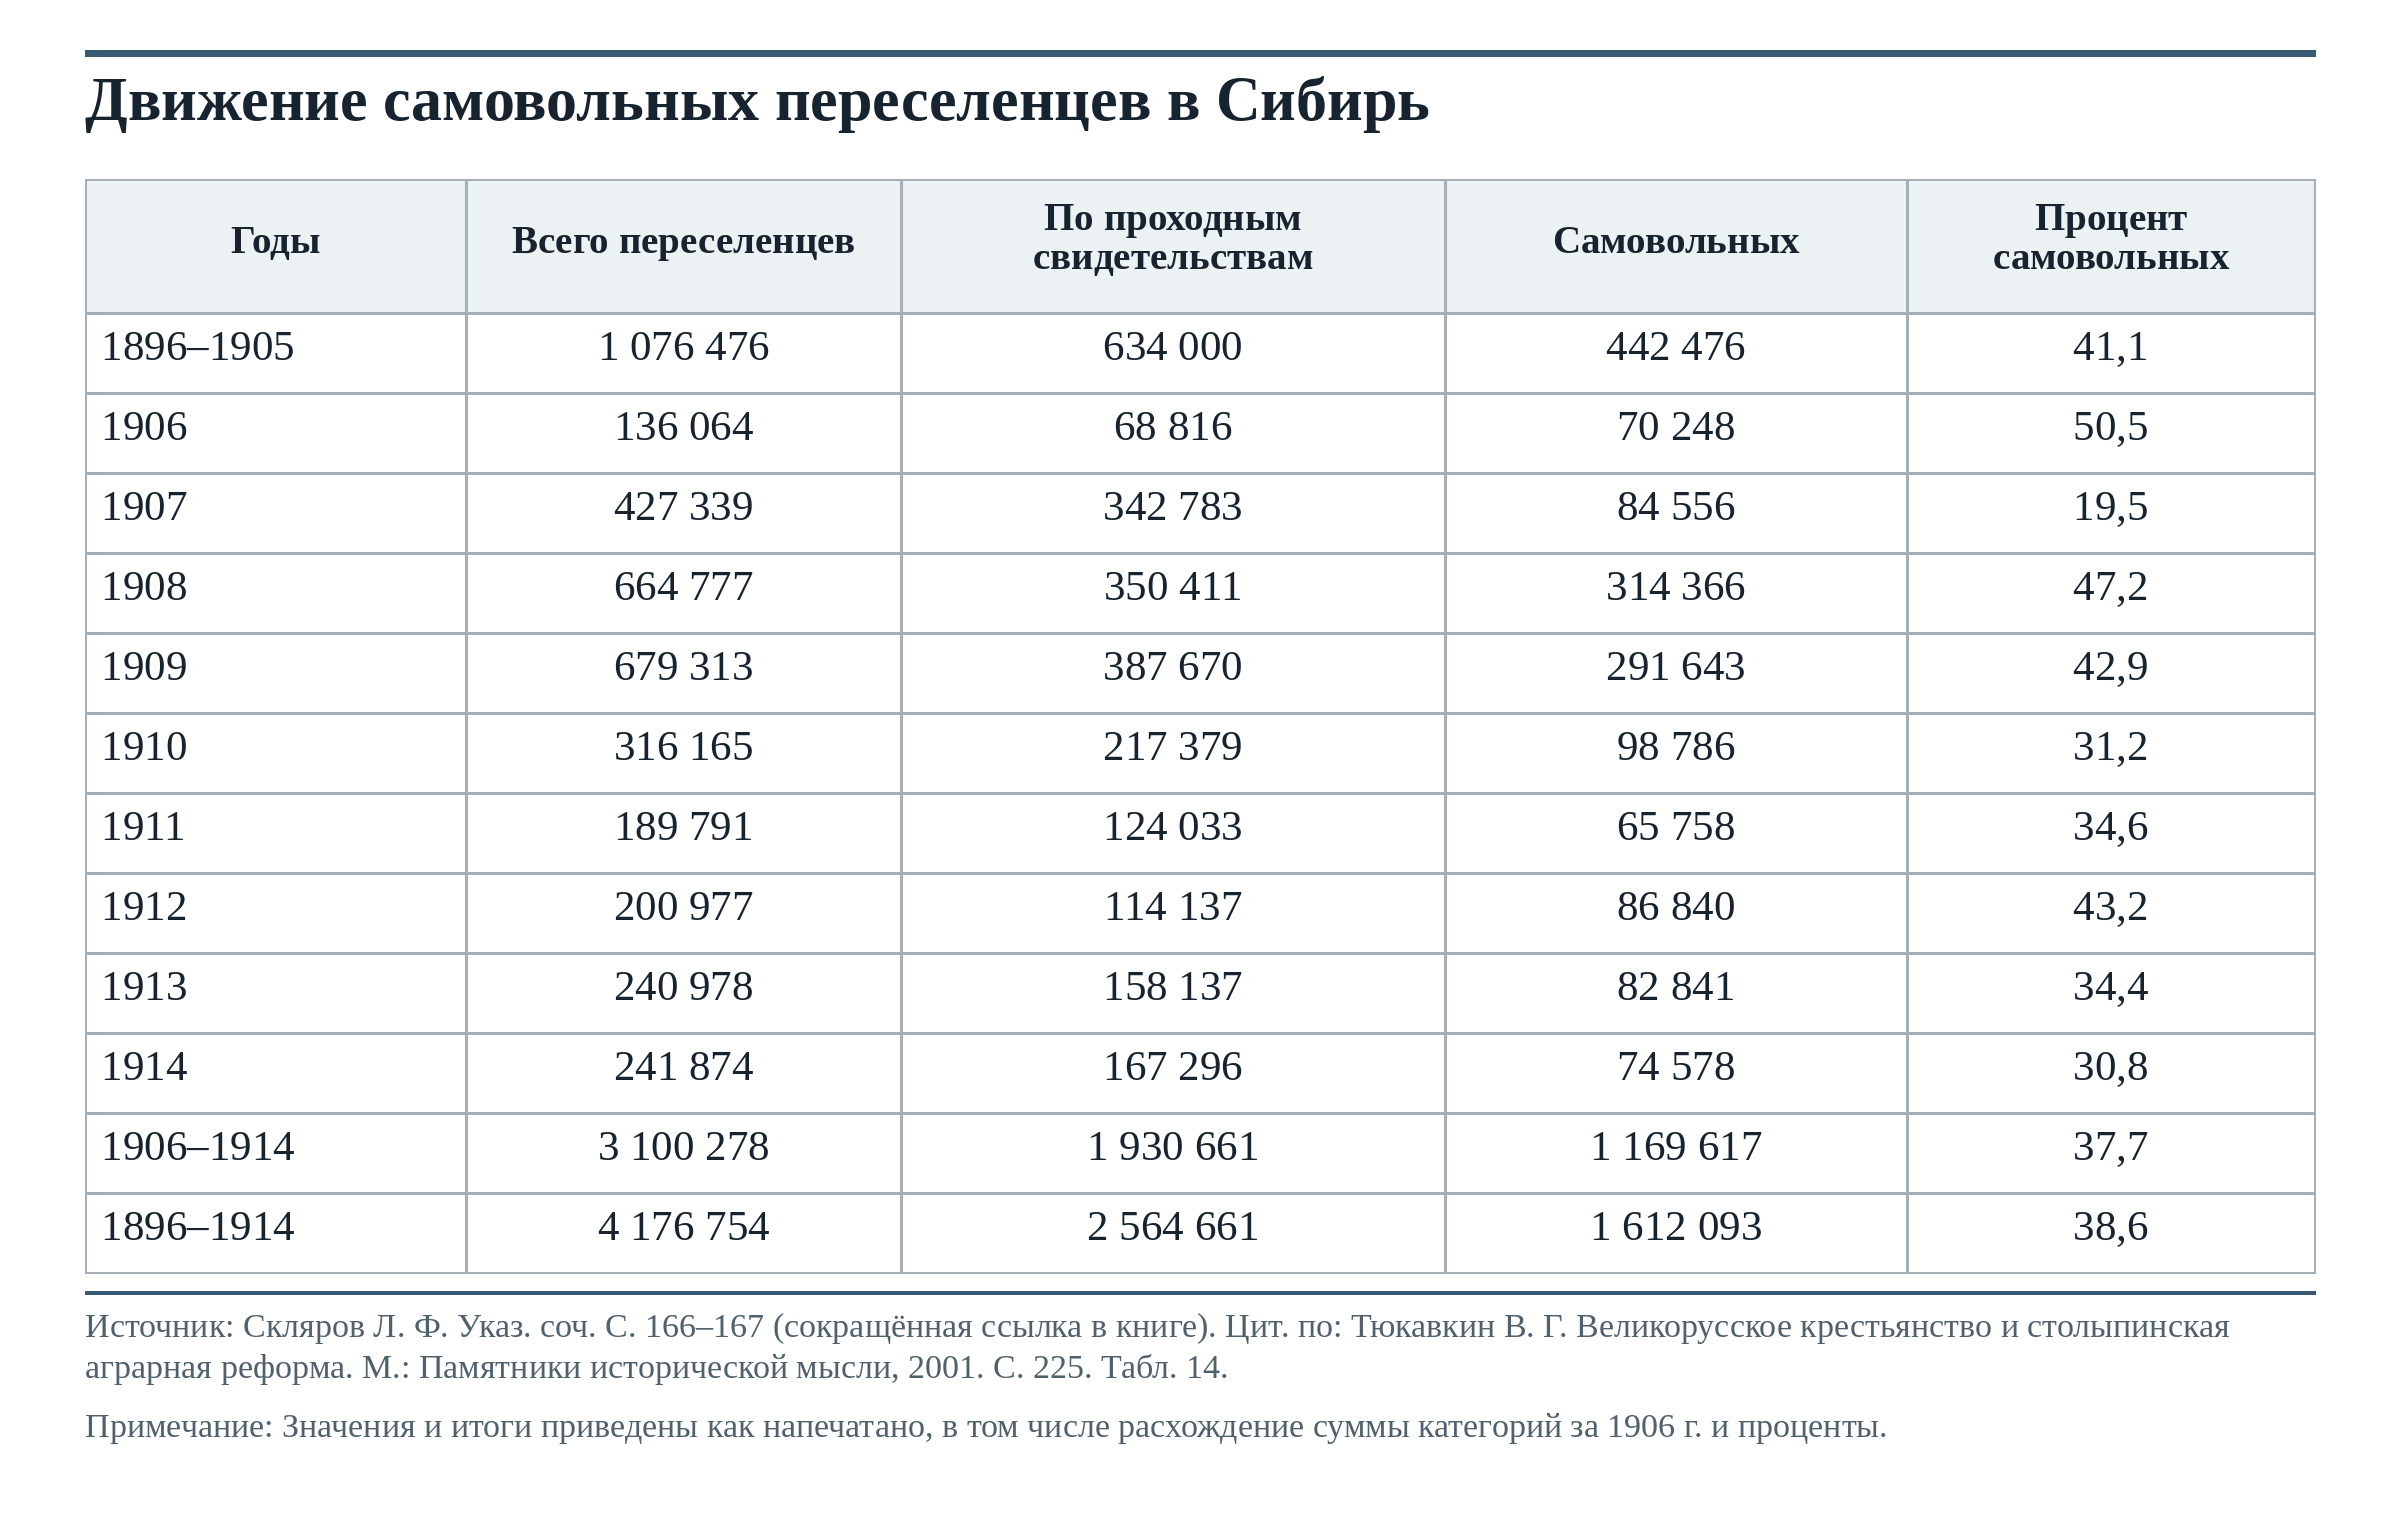 Движение самовольных переселенцев в Сибирь
Годы Всего переселенцев По проходным свидетельствам Самовольных Процент самовольных
1896–1905 1 076 476 634 000 442 476 41,1
1906 136 064 68 816 70 248 50,5
1907 427 339 342 783 84 556 19,5
1908 664 777 350 411 314 366 47,2
1909 679 313 387 670 291 643 42,9
1910 316 165 217 379 98 786 31,2
1911 189 791 124 033 65 758 34,6
1912 200 977 114 137 86 840 43,2
1913 240 978 158 137 82 841 34,4
1914 241 874 167 296 74 578 30,8
1906–1914 3 100 278 1 930 661 1 169 617 37,7
1896–1914 4 176 754 2 564 661 1 612 093 38,6
Источник: Скляров Л. Ф. Указ. соч. С. 166–167 (сокращённая ссылка в книге). Цит. по: Тюкавкин В. Г. Великорусское крестьянство и столыпинская
аграрная реформа. М.: Памятники исторической мысли, 2001. С. 225. Табл. 14.
Примечание: Значения и итоги приведены как напечатано, в том числе расхождение суммы категорий за 1906 г. и проценты.